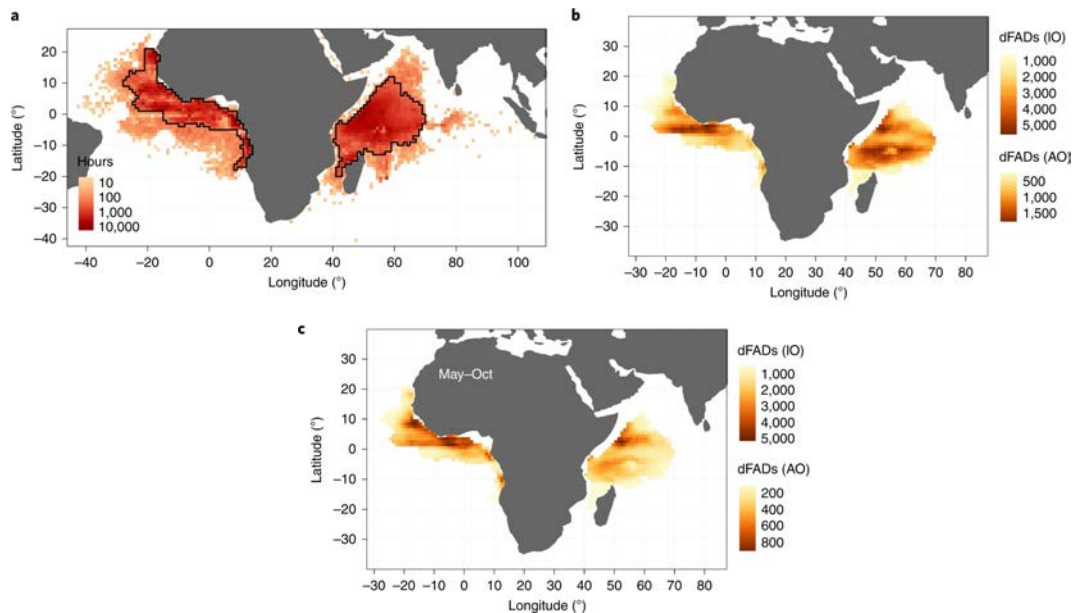 a
20
10
0
−10
−20
−30
−40
Latitude (°)
Hours
10
100
1,000
10,000
−40 −20 0 20 40 60 80 100
Longitude (°)
b
40
30
20
10
0
−10
−20
−30
Latitude (°)
−30 −20 −10 0 10 20 30 40 50 60 70 80
Longitude (°)
dFADs (IO)
1,000
2,000
3,000
4,000
5,000
dFADs (AO)
500
1,000
1,500
c
May–Oct
30
20
10
0
−10
−20
−30
Latitude (°)
−30 −20 −10 0 10 20 30 40 50 60 70 80
Longitude (°)
dFADs (IO)
1,000
2,000
3,000
4,000
5,000
dFADs (AO)
200
400
600
800